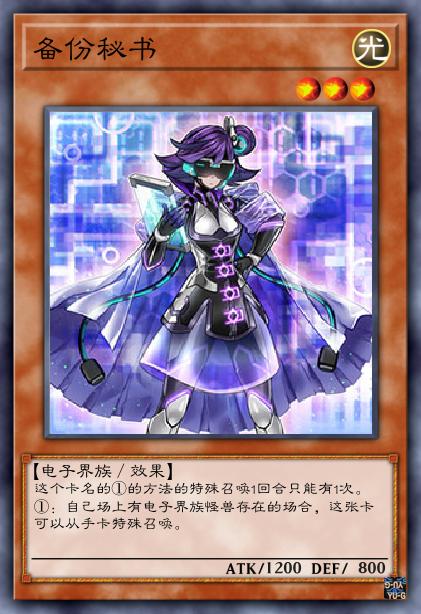 备份秘书
光
【电子界族／效果】
这个卡名的①的方法的特殊召唤1回合只能有1次。
①：自己场上有电子界族怪兽存在的场合，这张卡
可以从手卡特殊召唤。
ATK/1200 DEF/ 800
YU-G